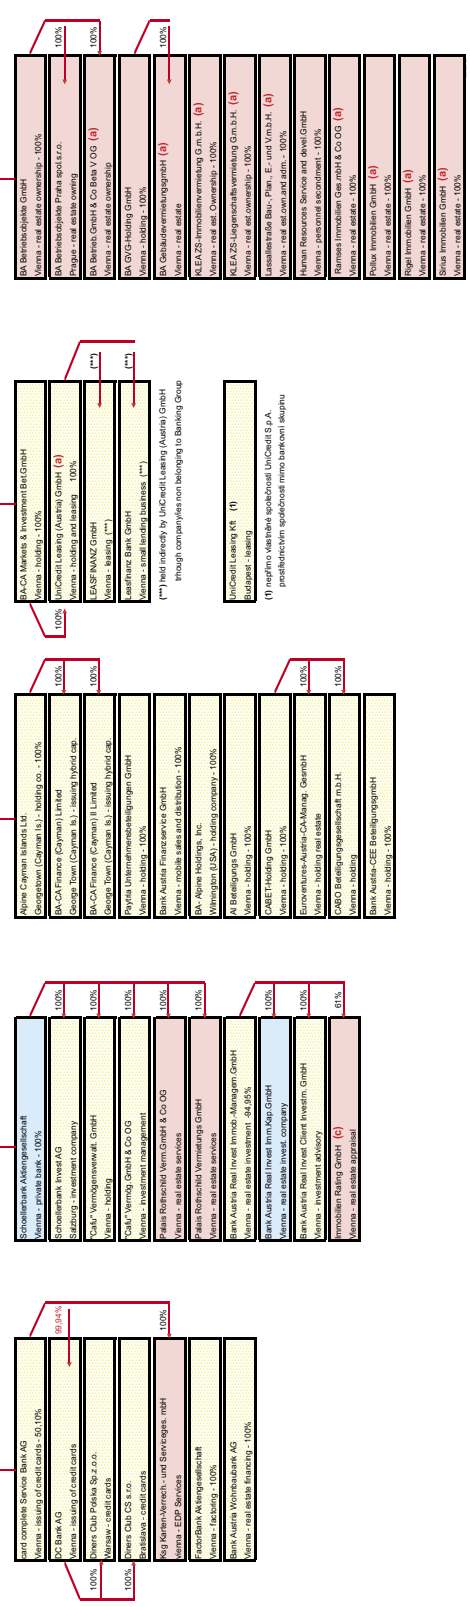 card complete Service Bank AG
Vienna - issuing of credit cards - 50,10%
DC Bank AG
Vienna - issuing of credit cards
99,94%
Diners Club Polska Sp.z.o.o.
Warsaw - credit cards
100%
Diners Club CS s.r.o.
Bratislava - credit cards
100%
Ksg Karten-Verrech.- und Serviceges. mbH
vienna - EDP Services
100%
FactorBank Aktiengesellschaft
Vienna - factoring - 100%
Bank Austria Wohnbaubank AG
Vienna - real estate financing - 100%
Schoellerbank Aktiengesellschaft
Vienna - private bank - 100%
Schoellerbank Invest AG
Salzburg - investment company
100%
"Cafu" Vermögensverwalt. GmbH
Vienna - holding
100%
"Cafu" Vermög.GmbH & Co OG
Vienna - investment management
100%
Palais Rothschild Verm.GmbH & Co OG
Vienna - real estate services
100%
Palais Rothschild Vermietungs GmbH
Vienna - real estate services
100%
Bank Austria Real Invest Immob.-Managem GmbH
Vienna - real estate investment -94,95%
Bank Austria Real Invest Imm.Kap.GmbH
Vienna - real estate invest. company
100%
Bank Austria Real Invest Client Investm. GmbH
Vienna - Investment advisory
100%
Immobilien Rating GmbH (c)
Vienna - real estate appraisal
61%
Alpine Cayman Islands Ltd.
Georgetown (Cayman Is.) - holding co. - 100%
BA-CA Finance (Cayman) Limited
George Town (Cayman Is.) - issuing hybrid cap.
100%
BA-CA Finance (Cayman) II Limited
George Town (Cayman Is.) - issuing hybrid cap.
100%
Paytria Unternehmensbeteiligungen GmbH
Vienna - holding - 100%
Bank Austria Finanzservice GmbH
Vienna - mobile sales and distribution - 100%
BA- Alpine Holdings, Inc.
Wilmington (USA) - holding company - 100%
AI Beteiligungs GmbH
Vienna - holding - 100%
CABET-Holding GmbH
Vienna - holding - 100%
Euroventures-Austria-CA-Manag. GesmbH
Vienna - holding real estate
100%
CABO Beteiligungsgesellschaft m.b.H.
Vienna - holding
100%
Bank Austria-CEE BeteiligungsgmbH
Vienna - holding - 100%
BA-CA Markets & Investment Bet.GmbH
Vienna - holding - 100%
UniCredit Leasing (Austria) GmbH (a)
Vienna - holding and leasing 100%
100%
LEASFINANZ GmbH
Vienna - leasing (***)
(***)
Leasfinanz Bank GmbH
Vienna - small lending business (***)
(***)
(***) held indirectly by UniCredit Leasing (Austria) GmbH
trhough company/ies non belonging to Banking Group
UniCredit Leasing Kft (1)
Budapest - leasing
(1) nepřímo vlastněné společností UniCredit S.p.A.
prostřednictvím společností mimo bankovní skupinu
BA Betriebsobjekte GmbH
Vienna - real estate ownership - 100%
BA Betriebsobjekte Praha spol.s.r.o.
Prague - real estate owning
100%
BA Betrieb.GmbH & Co Beta V OG (a)
Vienna - real estate ownership
100%
BA GVG-Holding GmbH
Vienna - holding - 100%
BA GebäudevermietungsgmbH (a)
Vienna - real estate
100%
KLEA ZS-Immobilienvermietung G.m.b.H. (a)
Vienna - real est. Ownership - 100%
KLEA ZS-Liegenschaftsvermietung G.m.b.H. (a)
Vienna - real est. ownership - 100%
Lassallestraße Bau-, Plan., E.- und V.m.b.H. (a)
Vienna - real est.own.and adm. - 100%
Human Resources Service and devel.GmbH
Vienna - personnel secondment - 100%
Ramses Immobilien Ges.mbH & Co OG (a)
Vienna - real estate - 100%
Pollux Immobilien GmbH (a)
Vienna - real estate - 100%
Rigel Immobilien GmbH (a)
Vienna - real estate - 100%
Sirius Immobilien GmbH (a)
Vienna - real estate - 100%